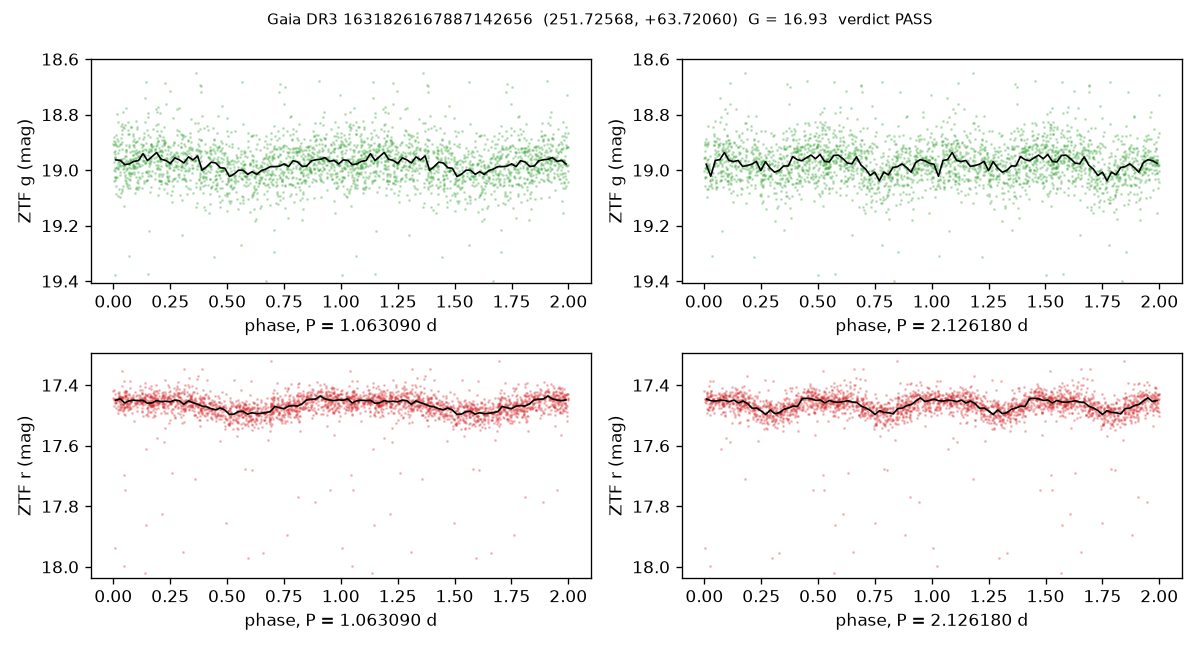 Gaia DR3 1631826167887142656 (251.72568, +63.72060) G = 16.93 verdict PASS
ZTF g (mag)
18.6
18.8
19.0
19.2
19.4
0.00 0.25 0.50 0.75 1.00 1.25 1.50 1.75 2.00
phase, P = 1.063090 d
ZTF g (mag)
18.6
18.8
19.0
19.2
19.4
0.00 0.25 0.50 0.75 1.00 1.25 1.50 1.75 2.00
phase, P = 2.126180 d
ZTF r (mag)
17.4
17.6
17.8
18.0
0.00 0.25 0.50 0.75 1.00 1.25 1.50 1.75 2.00
phase, P = 1.063090 d
ZTF r (mag)
17.4
17.6
17.8
18.0
0.00 0.25 0.50 0.75 1.00 1.25 1.50 1.75 2.00
phase, P = 2.126180 d